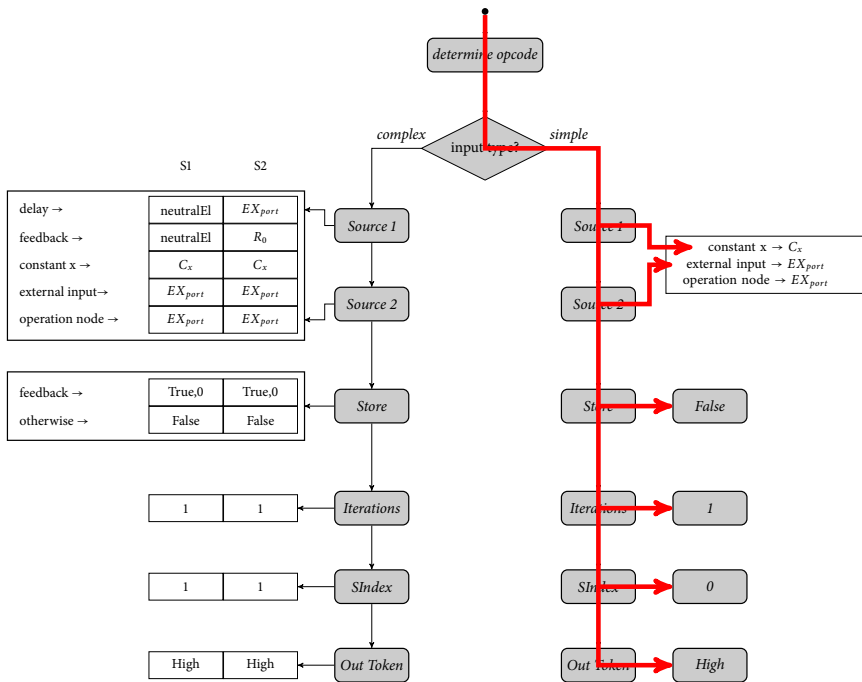 determine opcode
complex
simple
input type?
S1 S2
delay → neutralEl EX_port
feedback → neutralEl R_0
constant x → C_x C_x
external input→ EX_port EX_port
operation node → EX_port EX_port
Source 1
Source 2
Source 1
Source 2
constant x → C_x
external input → EX_port
operation node → EX_port
feedback → True,0 True,0
otherwise → False False
Store
Store
False
1 1
Iterations
Iterations
1
1 1
SIndex
SIndex
0
High High
Out Token
Out Token
High